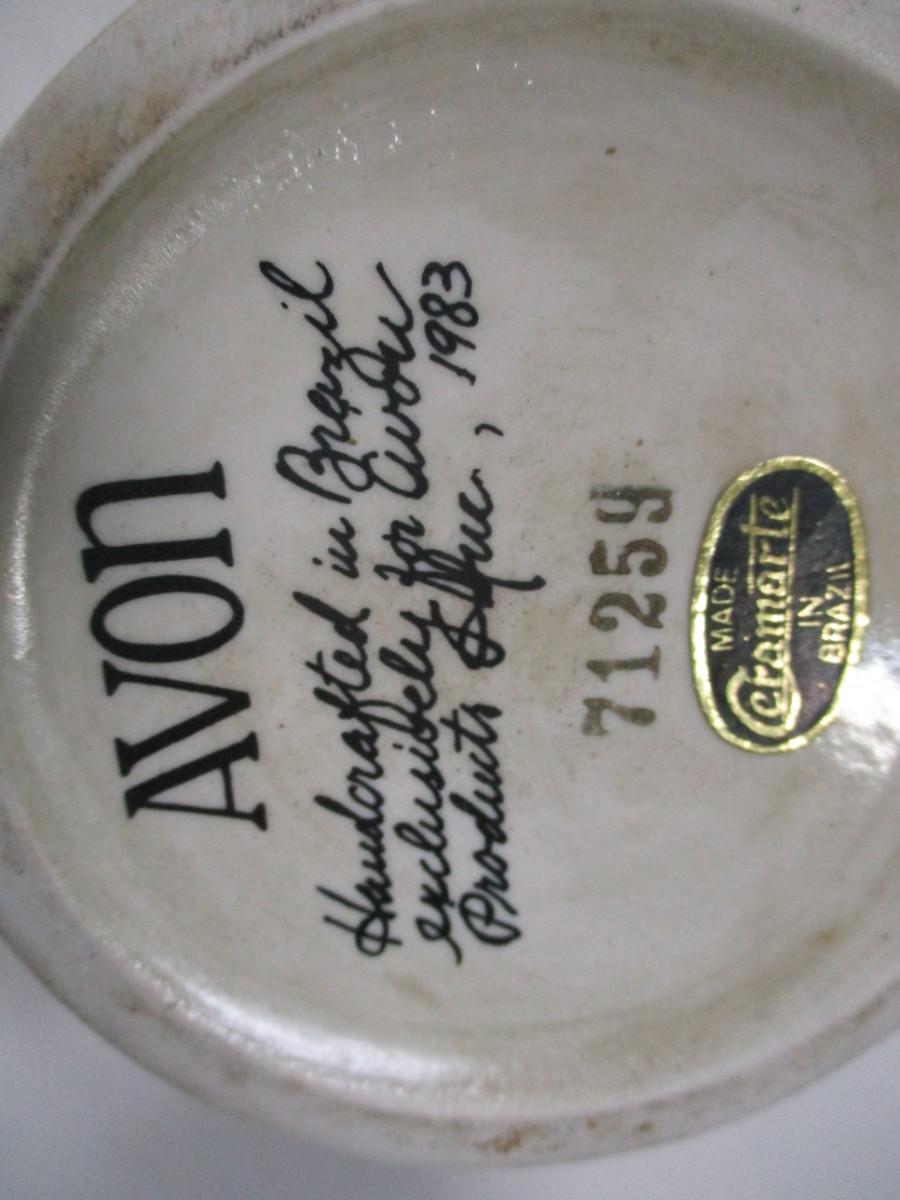 AVON
Handcrafted in Brazil
exclusively for Avon
Products Inc., 1983
71259
MADE
Ceramarte
IN
BRAZIL